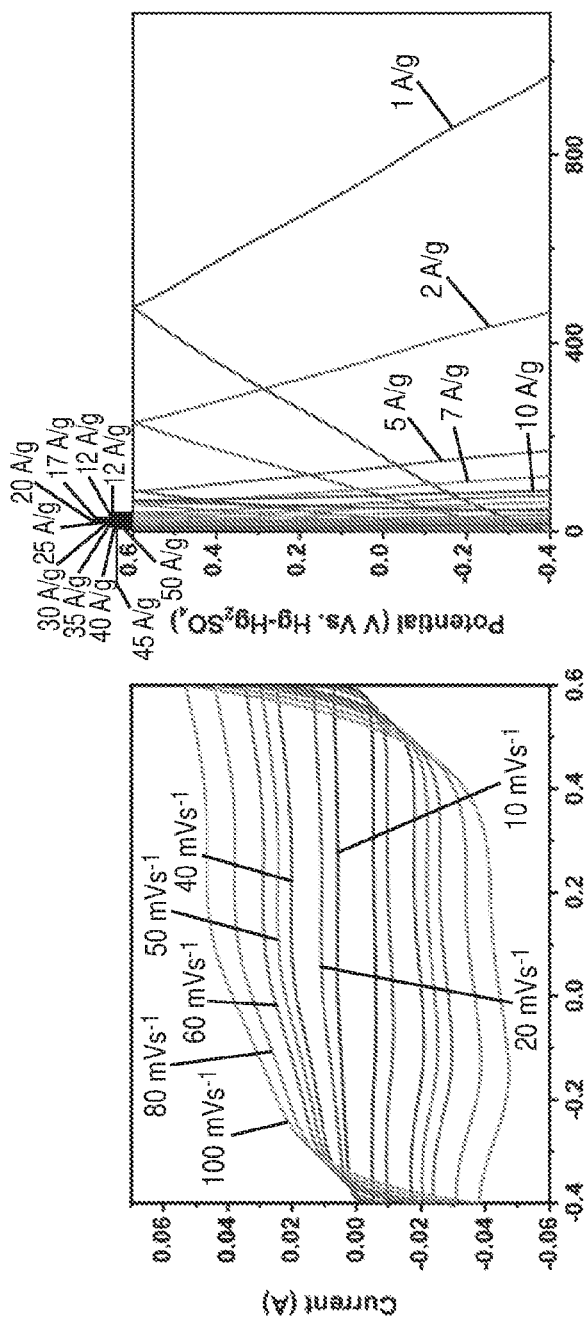 Current (A)
0.06
0.04
0.02
0.00
-0.02
-0.04
-0.06
100 mVs⁻¹
80 mVs⁻¹
60 mVs⁻¹
50 mVs⁻¹
40 mVs⁻¹
20 mVs⁻¹
10 mVs⁻¹
-0.4
-0.2
0.0
0.2
0.4
0.6
Potential (V Vs. Hg-Hg₂SO₄)
0.6
0.4
0.2
0.0
-0.2
-0.4
45 A/g
40 A/g
35 A/g
30 A/g
25 A/g
20 A/g
17 A/g
12 A/g
12 A/g
50 A/g
5 A/g
7 A/g
10 A/g
2 A/g
1 A/g
0
400
800